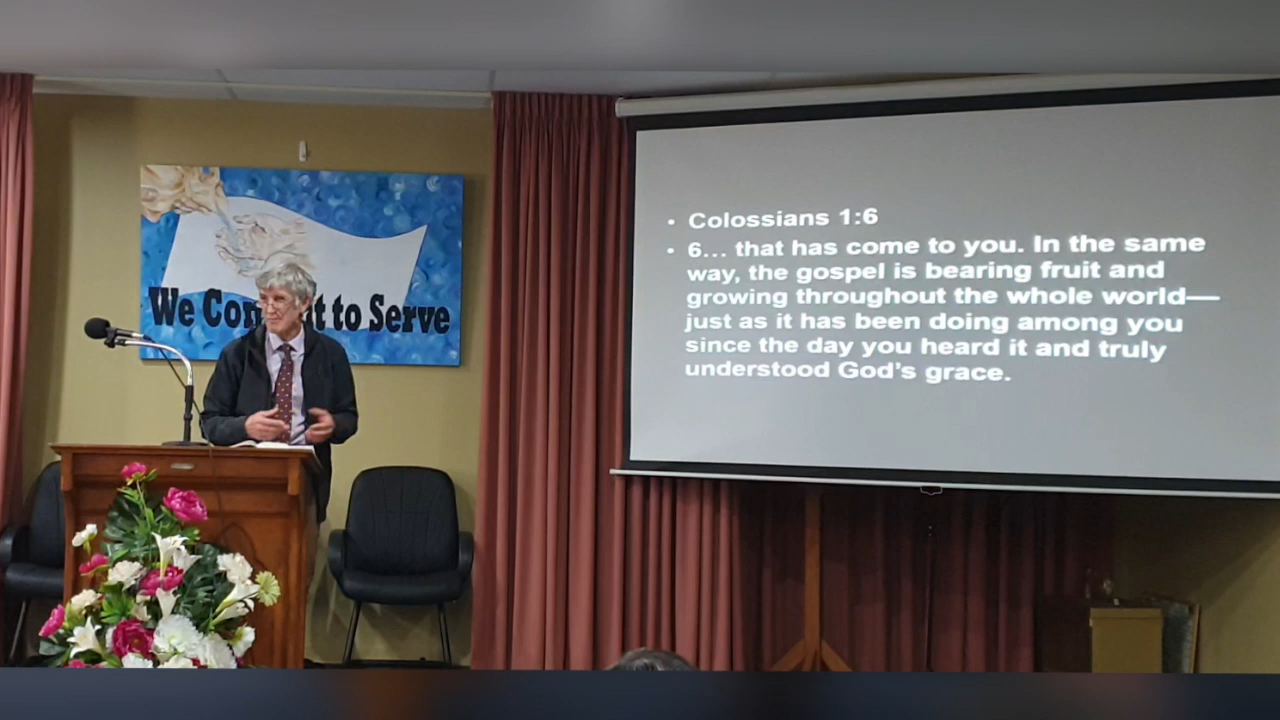 We Com t to Serve
• Colossians 1:6
• 6... that has come to you. In the same
way, the gospel is bearing fruit and
growing throughout the whole world—
just as it has been doing among you
since the day you heard it and truly
understood God's grace.